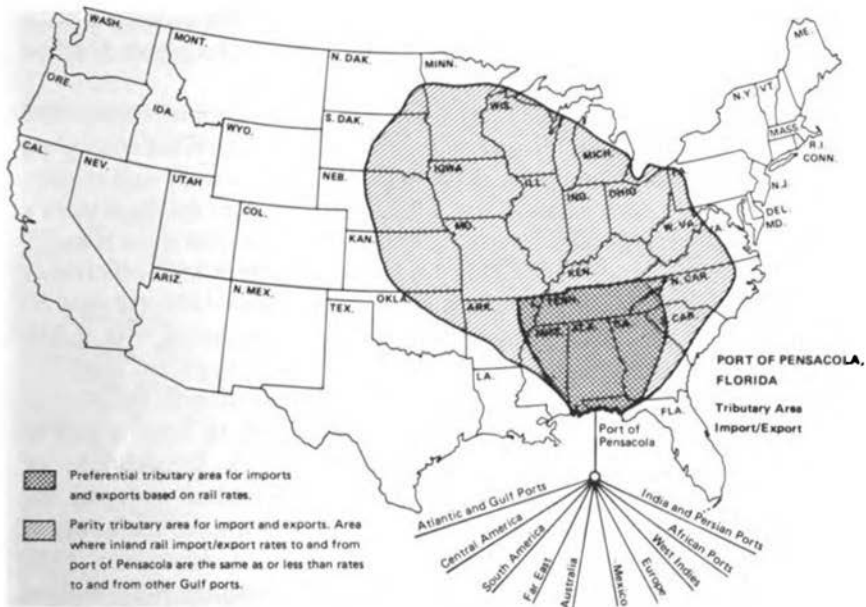 WASH.
MONT.
N. DAK.
MINN.
ME.
ORE.
IDA.
S. DAK.
WIS.
N.Y.
VT.
MASS.
R.I.
CONN.
WYO.
MICH.
CAL.
NEV.
UTAH
NEB.
IOWA
ILL.
IND.
OHIO
N.J.
DEL.
MD.
COL.
KAN.
MO.
W. VA.
VA.
KEN.
ARIZ.
N. MEX.
OKLA.
ARK.
TENN.
N. CAR.
TEX.
MISS.
ALA.
GA.
CAR.
LA.
FLA.
PORT OF PENSACOLA,
FLORIDA
Tributary Area
Import/Export
Port of
Pensacola
Atlantic and Gulf Ports
Central America
South America
Far East
Australia
Mexico
Europe
West Indies
African Ports
India and Persian Ports
Preferential tributary area for imports
and exports based on rail rates.
Parity tributary area for import and exports. Area
where inland rail import/export rates to and from
port of Pensacola are the same as or less than rates
to and from other Gulf ports.